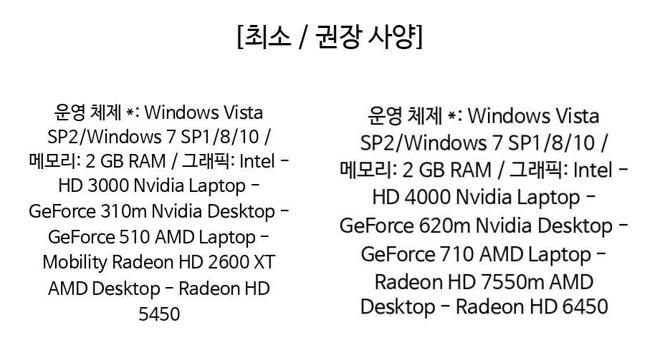 [최소 / 권장 사양]
운영 체제 *: Windows Vista
SP2/Windows 7 SP1/8/10 /
메모리: 2 GB RAM / 그래픽: Intel –
HD 3000 Nvidia Laptop –
GeForce 310m Nvidia Desktop –
GeForce 510 AMD Laptop –
Mobility Radeon HD 2600 XT
AMD Desktop – Radeon HD
5450
운영 체제 *: Windows Vista
SP2/Windows 7 SP1/8/10 /
메모리: 2 GB RAM / 그래픽: Intel –
HD 4000 Nvidia Laptop –
GeForce 620m Nvidia Desktop –
GeForce 710 AMD Laptop –
Radeon HD 7550m AMD
Desktop – Radeon HD 6450